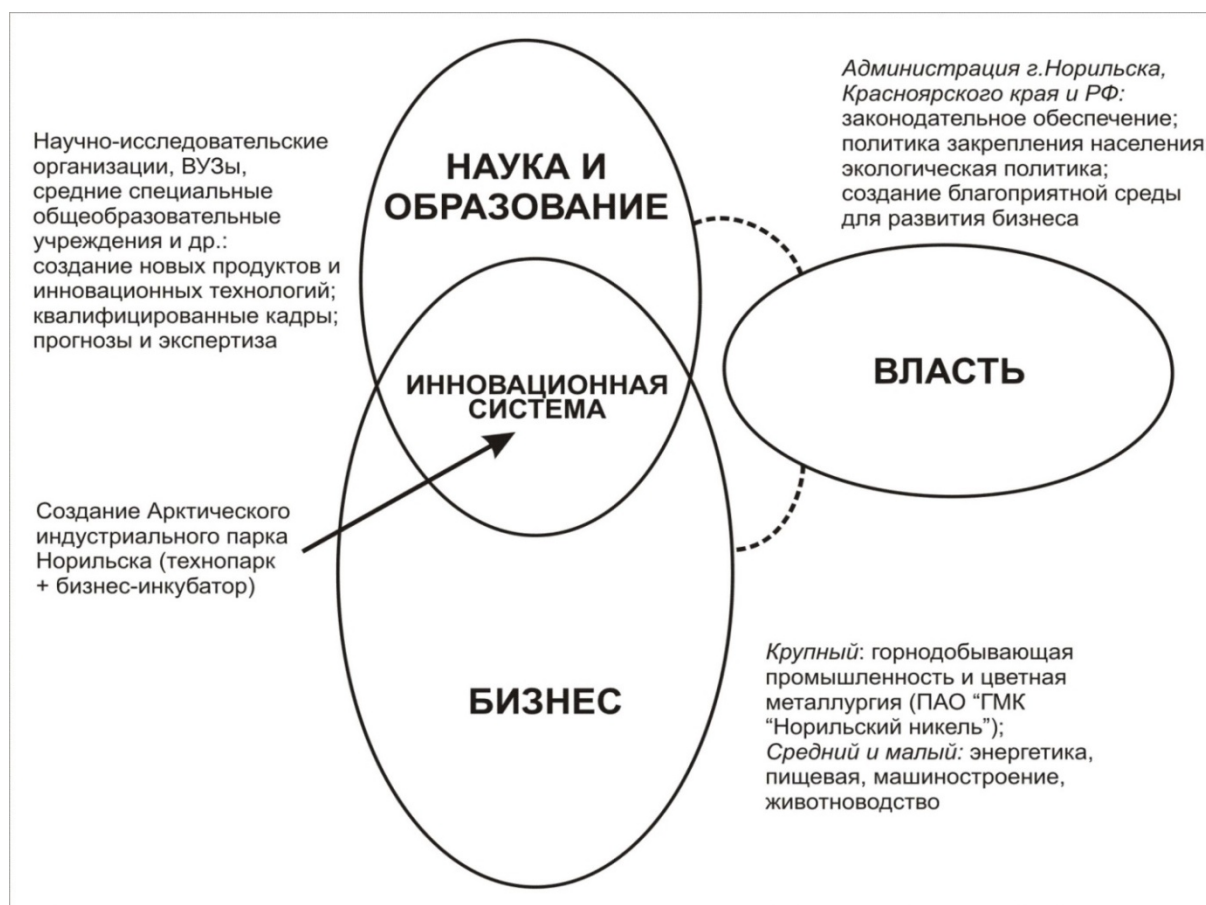 Администрация г.Норильска,
Красноярского края и РФ:
законодательное обеспечение;
политика закрепления населения
экологическая политика;
создание благоприятной среды
для развития бизнеса
Научно-исследовательские
организации, ВУЗы,
средние специальные
общеобразовательные
учреждения и др.:
создание новых продуктов и
инновационных технологий;
квалифицированные кадры;
прогнозы и экспертиза
НАУКА И
ОБРАЗОВАНИЕ
ВЛАСТЬ
ИННОВАЦИОННАЯ
СИСТЕМА
Создание Арктического
индустриального парка
Норильска (технопарк
+ бизнес-инкубатор)
БИЗНЕС
Крупный: горнодобывающая
промышленность и цветная
металлургия (ПАО “ГМК
“Норильский никель”);
Средний и малый: энергетика,
пищевая, машиностроение,
животноводство